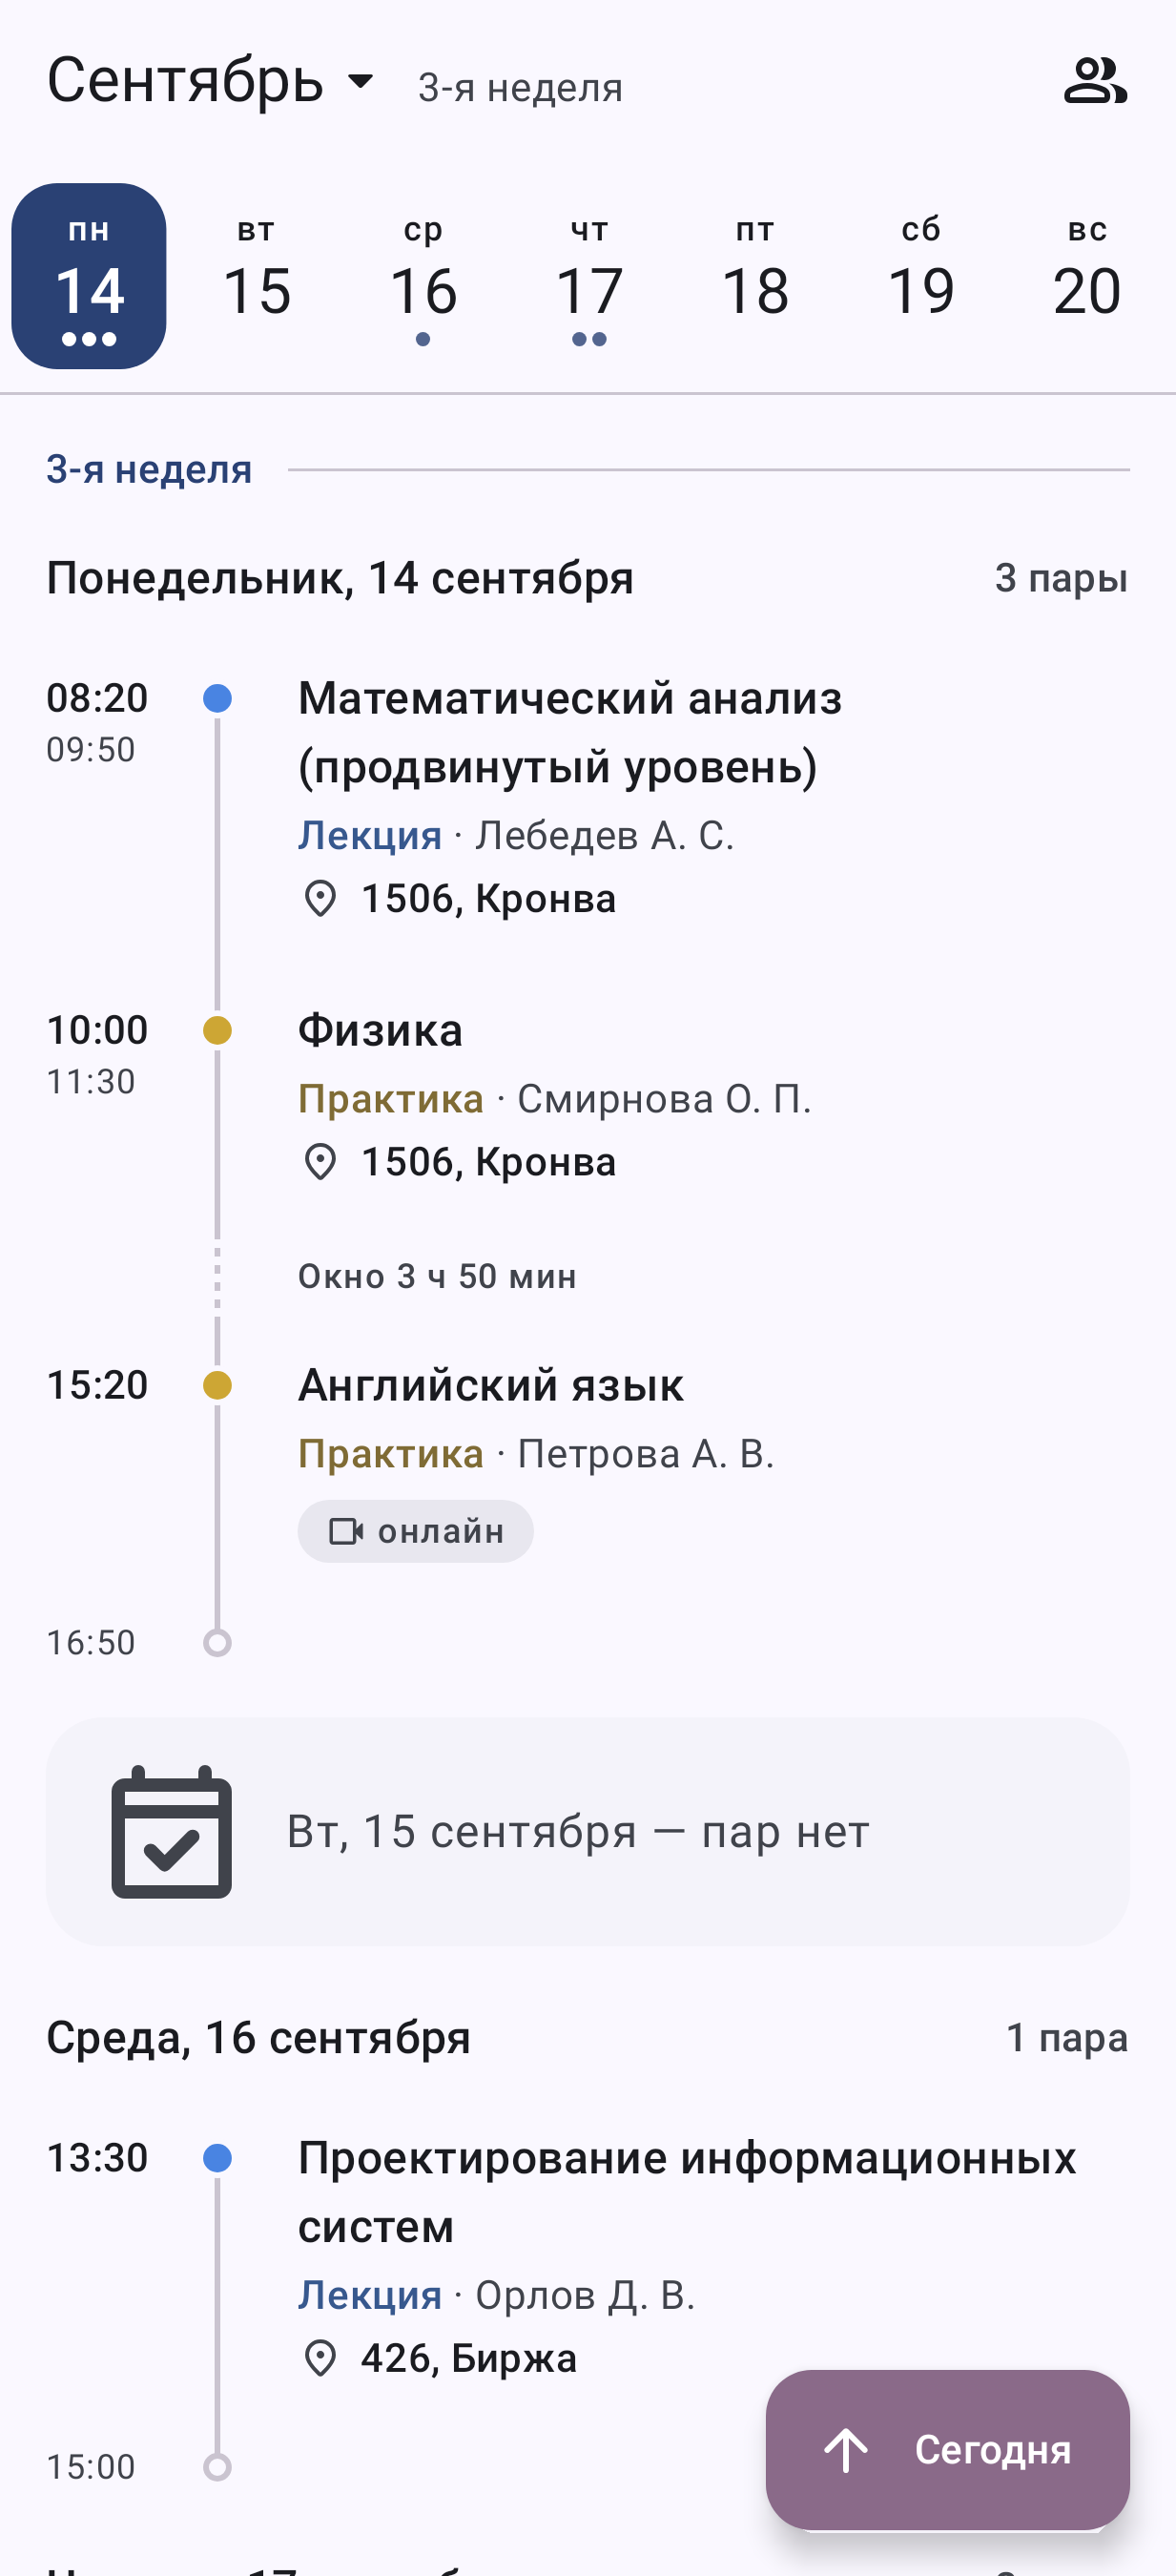 Сентябрь 3-я неделя
пн вт ср чт пт сб вс
14 15 16 17 18 19 20
3-я неделя
Понедельник, 14 сентября 3 пары
08:20 Математический анализ
09:50 (продвинутый уровень)
Лекция · Лебедев А. С.
1506, Кронва
10:00 Физика
11:30 Практика · Смирнова О. П.
1506, Кронва
Окно 3 ч 50 мин
15:20 Английский язык
Практика · Петрова А. В.
онлайн
16:50
Вт, 15 сентября — пар нет
Среда, 16 сентября 1 пара
13:30 Проектирование информационных
систем
Лекция · Орлов Д. В.
426, Биржа
Сегодня
15:00